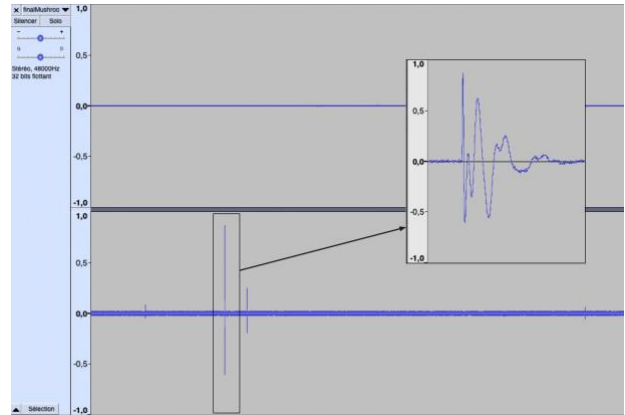 × finalMushroo ▼
Silencer Solo
- +
G D
Stéréo, 48000Hz
32 bits flottant
1,0
0,5-
0,0-
-0,5-
-1,0
1,0
0,5-
0,0-
-0,5-
-1,0
1,0
0,5-
0,0-
-0,5-
-1,0
▲ Sélection